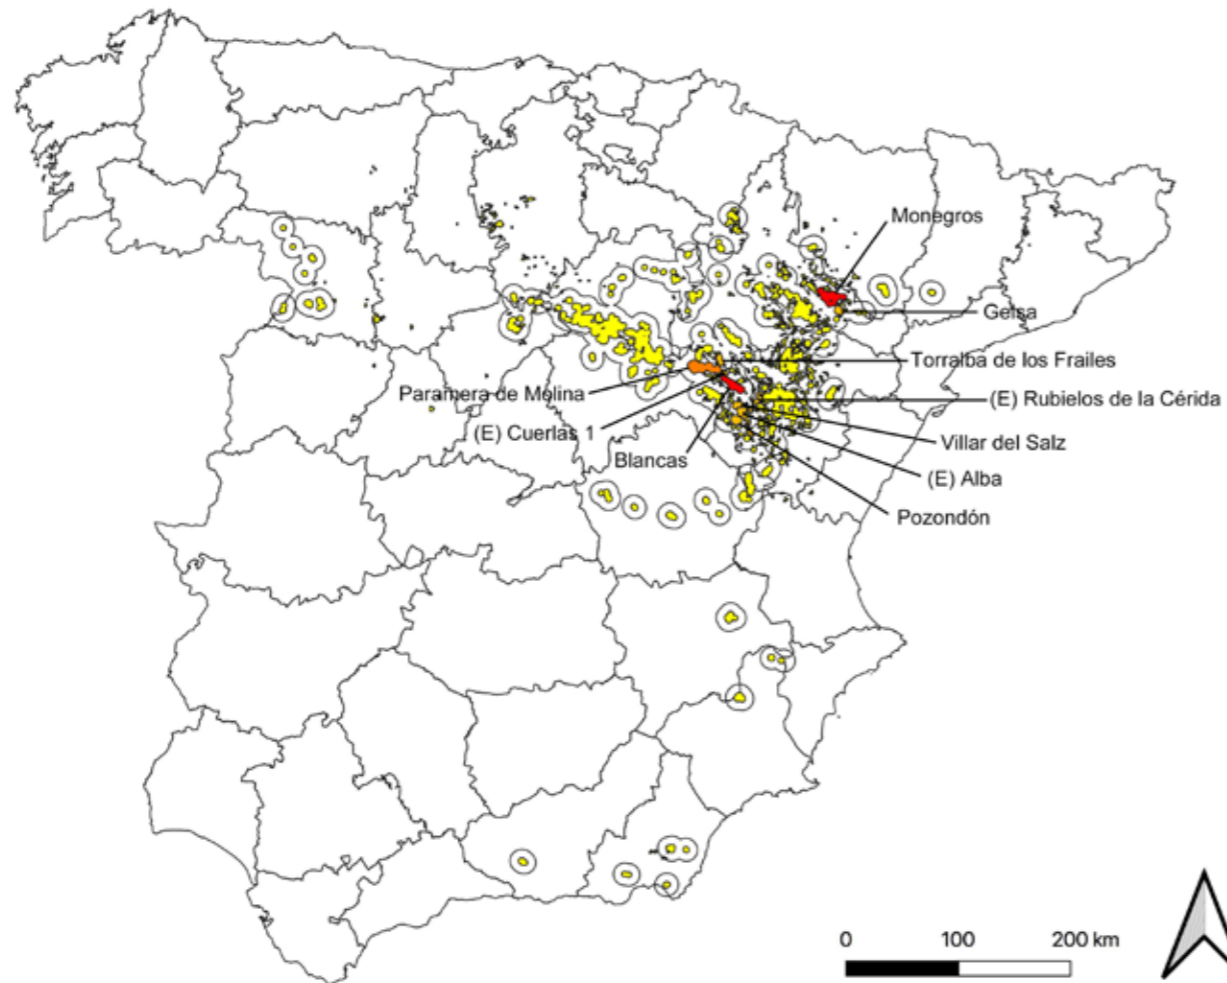 Monegros
Gelsa
Torralba de los Frailes
Paramera de Molina
(E) Rubielos de la Cérida
(E) Cuerlas 1
Villar del Salz
Blancas
(E) Alba
Pozondón
0 100 200 km